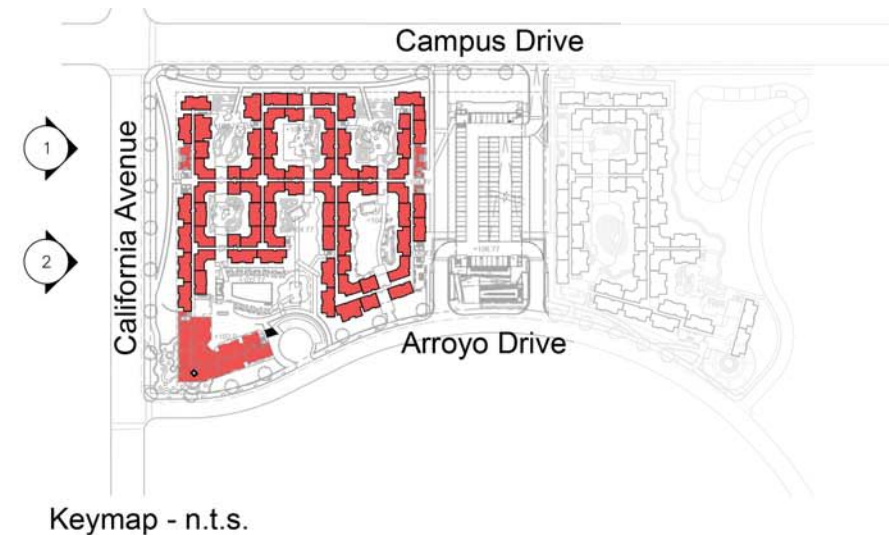 Campus Drive
California Avenue
1
2
Arroyo Drive
Keymap - n.t.s.